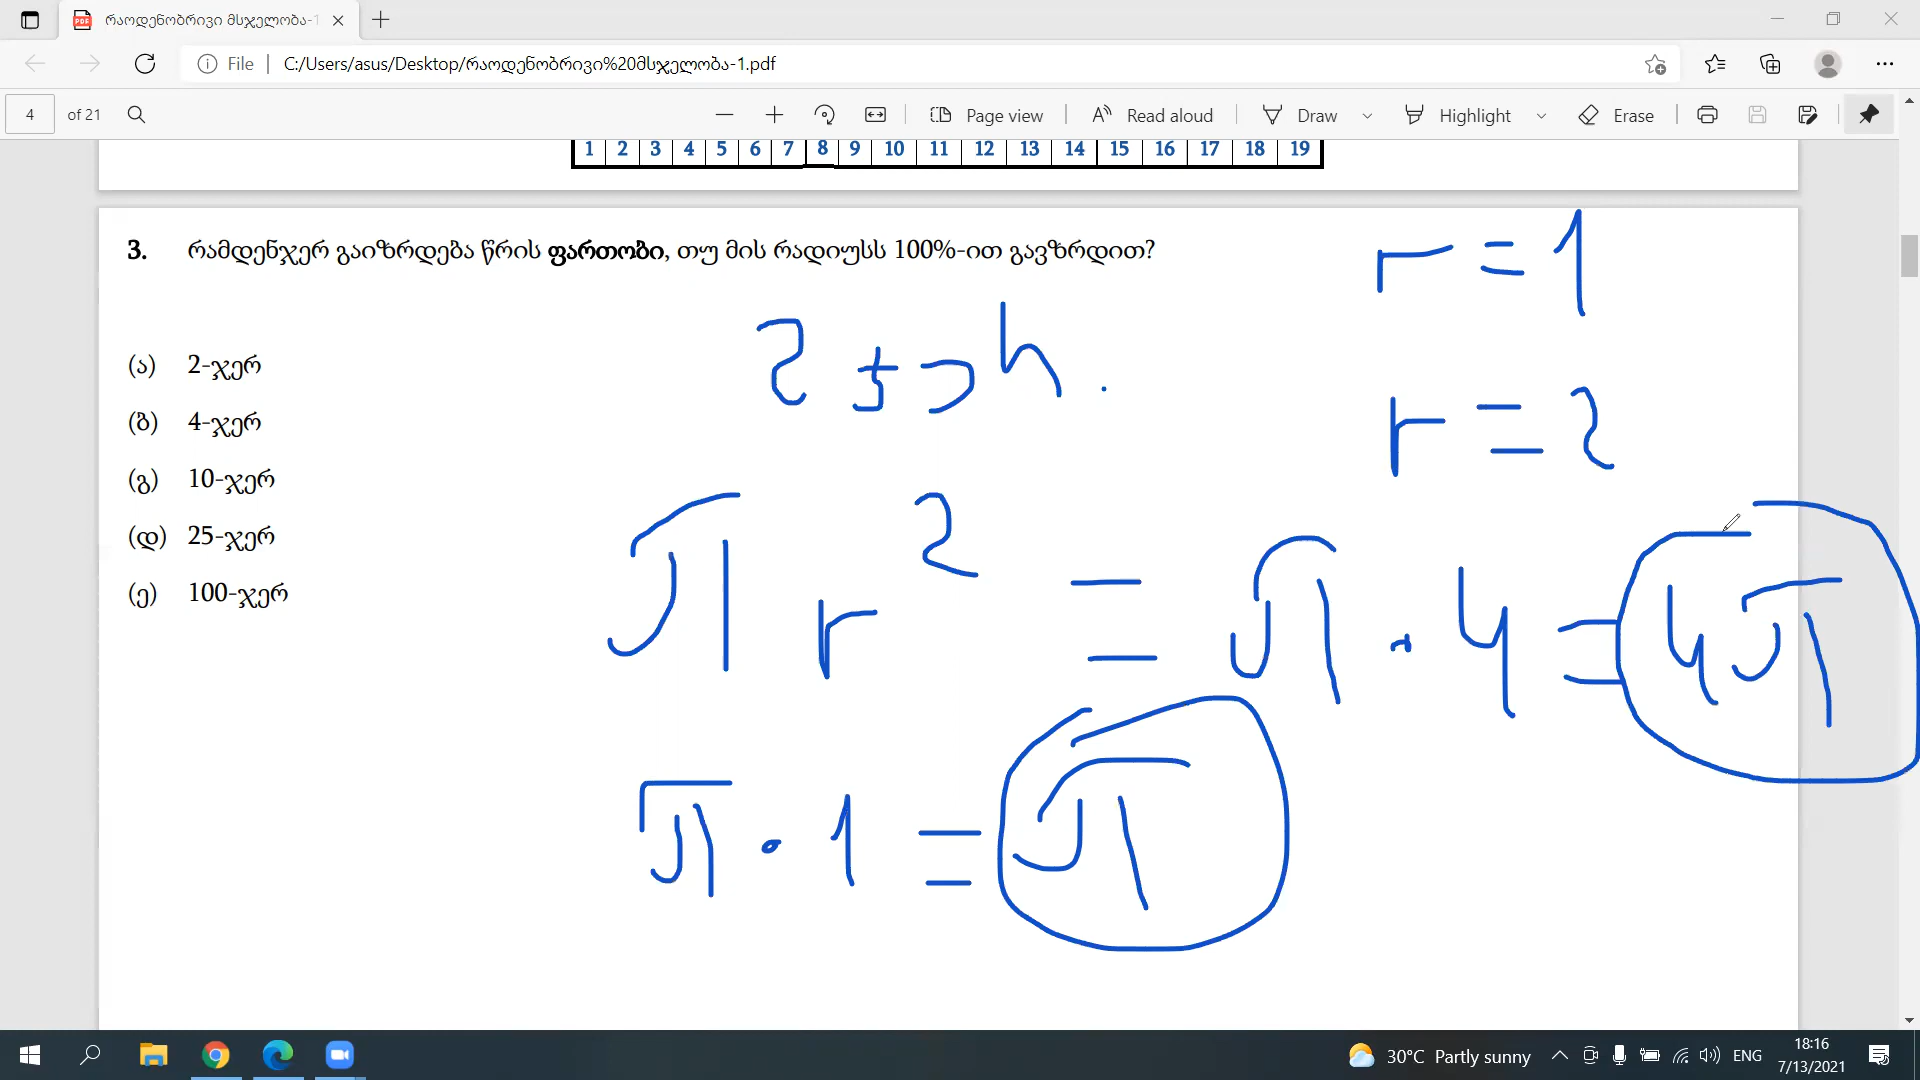 რაოდენობრივი მსჯელობა-1
File C:/Users/asus/Desktop/რაოდენობრივი%20მსჯელობა-1.pdf
4 of 21 Page view Read aloud Draw Highlight Erase
1 2 3 4 5 6 7 8 9 10 11 12 13 14 15 16 17 18 19
3. რამდენჯერ გაიზრდება წრის ფართობი, თუ მის რადიუსს 100%-ით გავზრდით?
r = 1
(ა) 2-ჯერ
r = 2
(ბ) 4-ჯერ
(გ) 10-ჯერ
(დ) 25-ჯერ
(ე) 100-ჯერ
π r 2 = π · 4 = 4π
π · 1 = π
30°C Partly sunny ENG
18:16
7/13/2021